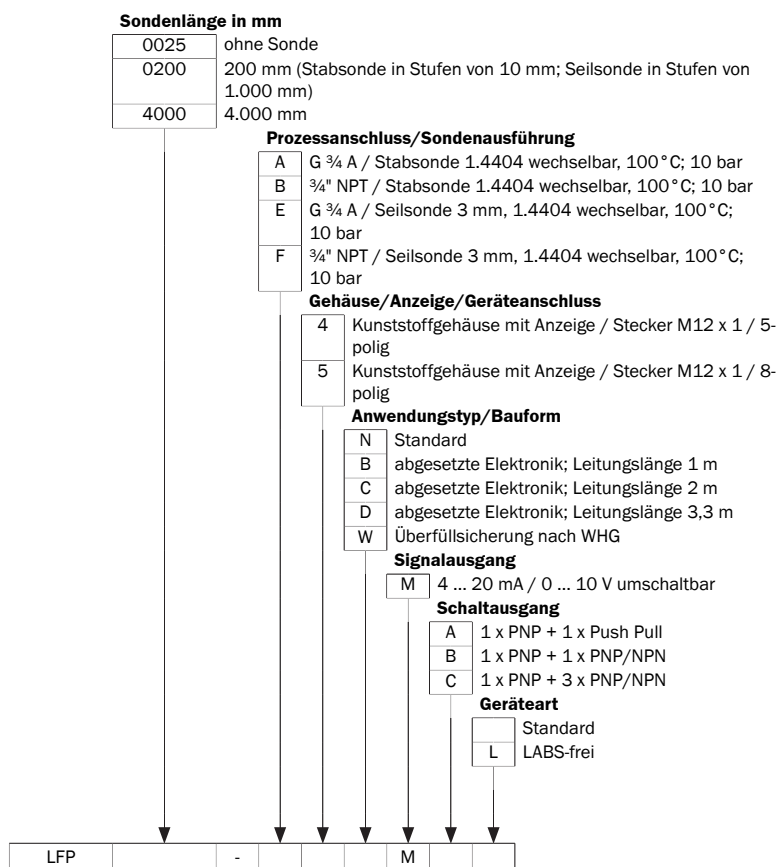 Sondenlänge in mm
0025 ohne Sonde
0200 200 mm (Stabsonde in Stufen von 10 mm; Seilsonde in Stufen von
1.000 mm)
4000 4.000 mm
Prozessanschluss/Sondenausführung
A G ¾ A / Stabsonde 1.4404 wechselbar, 100°C; 10 bar
B ¾" NPT / Stabsonde 1.4404 wechselbar, 100°C; 10 bar
E G ¾ A / Seilsonde 3 mm, 1.4404 wechselbar, 100°C;
10 bar
F ¾" NPT / Seilsonde 3 mm, 1.4404 wechselbar, 100°C;
10 bar
Gehäuse/Anzeige/Geräteanschluss
4 Kunststoffgehäuse mit Anzeige / Stecker M12 x 1 / 5-
polig
5 Kunststoffgehäuse mit Anzeige / Stecker M12 x 1 / 8-
polig
Anwendungstyp/Bauform
N Standard
B abgesetzte Elektronik; Leitungslänge 1 m
C abgesetzte Elektronik; Leitungslänge 2 m
D abgesetzte Elektronik; Leitungslänge 3,3 m
W Überfüllsicherung nach WHG
Signalausgang
M 4 ... 20 mA / 0 ... 10 V umschaltbar
Schaltausgang
A 1 x PNP + 1 x Push Pull
B 1 x PNP + 1 x PNP/NPN
C 1 x PNP + 3 x PNP/NPN
Geräteart
Standard
L LABS-frei
LFP - M